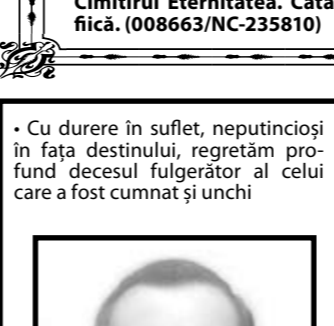 Cimitirul Eternitatea. Cata
fiică. (008663/NC-235810)
• Cu durere în suflet, neputincioși
în fața destinului, regretăm pro-
fund decesul fulgerător al celui
care a fost cumnat și unchi